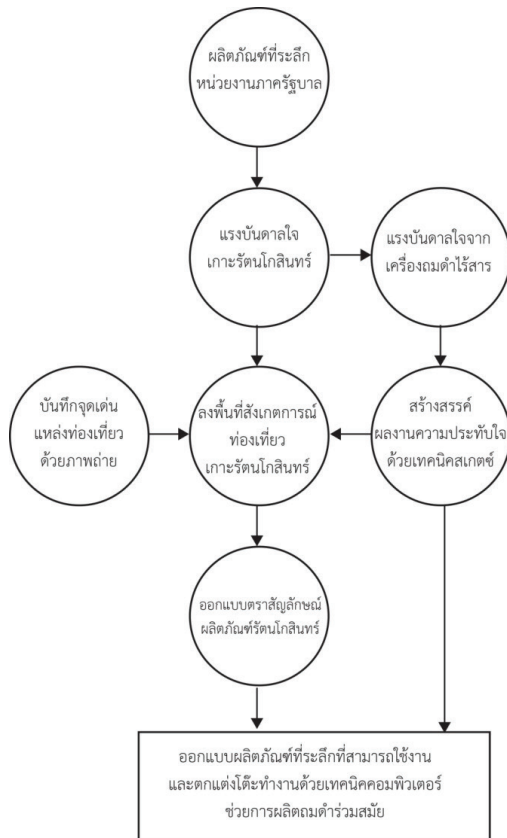 ผลิตภัณฑ์ที่ระลึก
หน่วยงานภาครัฐบาล
แรงบันดาลใจ
เกาะรัตนโกสินทร์
แรงบันดาลใจจาก
เครื่องถมดำไร้สาร
บันทึกจุดเด่น
แหล่งท่องเที่ยว
ด้วยภาพถ่าย
ลงพื้นที่สังเกตการณ์
ท่องเที่ยว
เกาะรัตนโกสินทร์
สร้างสรรค์
ผลงานความประทับใจ
ด้วยเทคนิคสเกตซ์
ออกแบบตราสัญลักษณ์
ผลิตภัณฑ์รัตนโกสินทร์
ออกแบบผลิตภัณฑ์ที่ระลึกที่สามารถใช้งาน
และตกแต่งโต๊ะทำงานด้วยเทคนิคคอมพิวเตอร์
ช่วยการผลิตถมดำร่วมสมัย